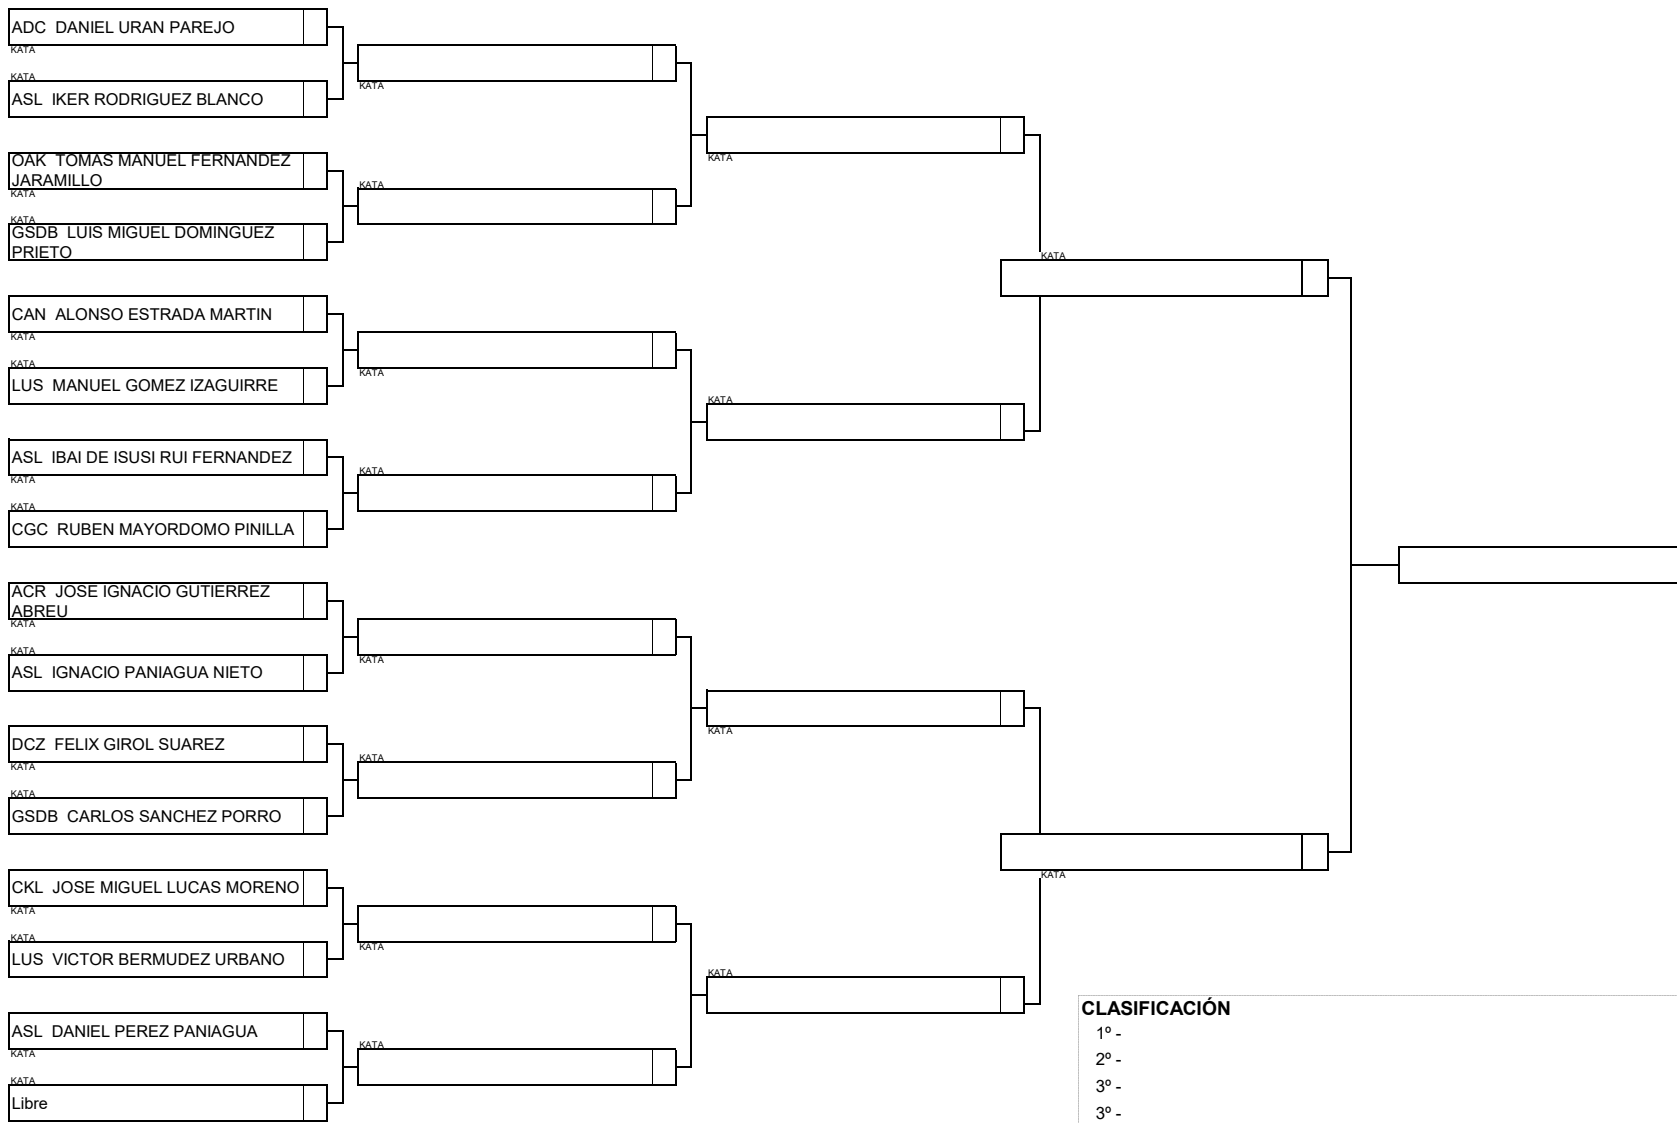 ADC DANIEL URAN PAREJO
KATA
KATA
ASL IKER RODRIGUEZ BLANCO
OAK TOMAS MANUEL FERNANDEZ
JARAMILLO
KATA
KATA
GSDB LUIS MIGUEL DOMINGUEZ
PRIETO
CAN ALONSO ESTRADA MARTIN
KATA
KATA
LUS MANUEL GOMEZ IZAGUIRRE
ASL IBAI DE ISUSI RUI FERNANDEZ
KATA
KATA
CGC RUBEN MAYORDOMO PINILLA
ACR JOSE IGNACIO GUTIERREZ
ABREU
KATA
KATA
ASL IGNACIO PANIAGUA NIETO
DCZ FELIX GIROL SUAREZ
KATA
KATA
GSDB CARLOS SANCHEZ PORRO
CKL JOSE MIGUEL LUCAS MORENO
KATA
KATA
LUS VICTOR BERMUDEZ URBANO
ASL DANIEL PEREZ PANIAGUA
KATA
KATA
Libre
KATA
KATA
KATA
KATA
KATA
KATA
KATA
KATA
KATA
KATA
KATA
KATA
KATA
KATA
CLASIFICACIÓN
1º -
2º -
3º -
3º -